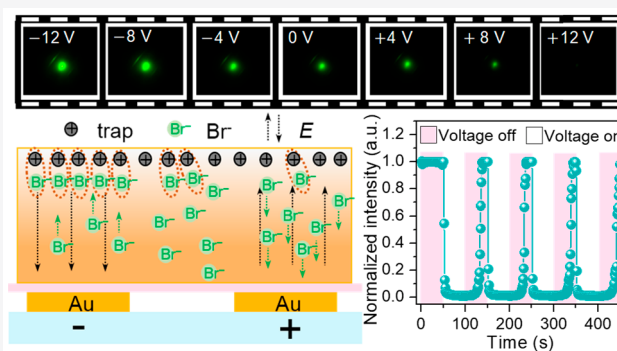 −12 V −8 V −4 V 0 V +4 V +8 V +12 V
trap Br⁻ Br⁻ E
Br⁻ Br⁻ Br⁻ Br⁻ Br⁻ Br⁻ Br⁻ Br⁻
Br⁻ Br⁻ Br⁻ Br⁻ Br⁻
Br⁻ Br⁻ Br⁻ Br⁻ Br⁻ Br⁻
Br⁻ Br⁻ Br⁻
Au Au
− +
Voltage off Voltage on
Normalized intensity (a.u.)
1.2
1.0
0.8
0.6
0.4
0.2
0.0
0 100 200 300 400
Time (s)